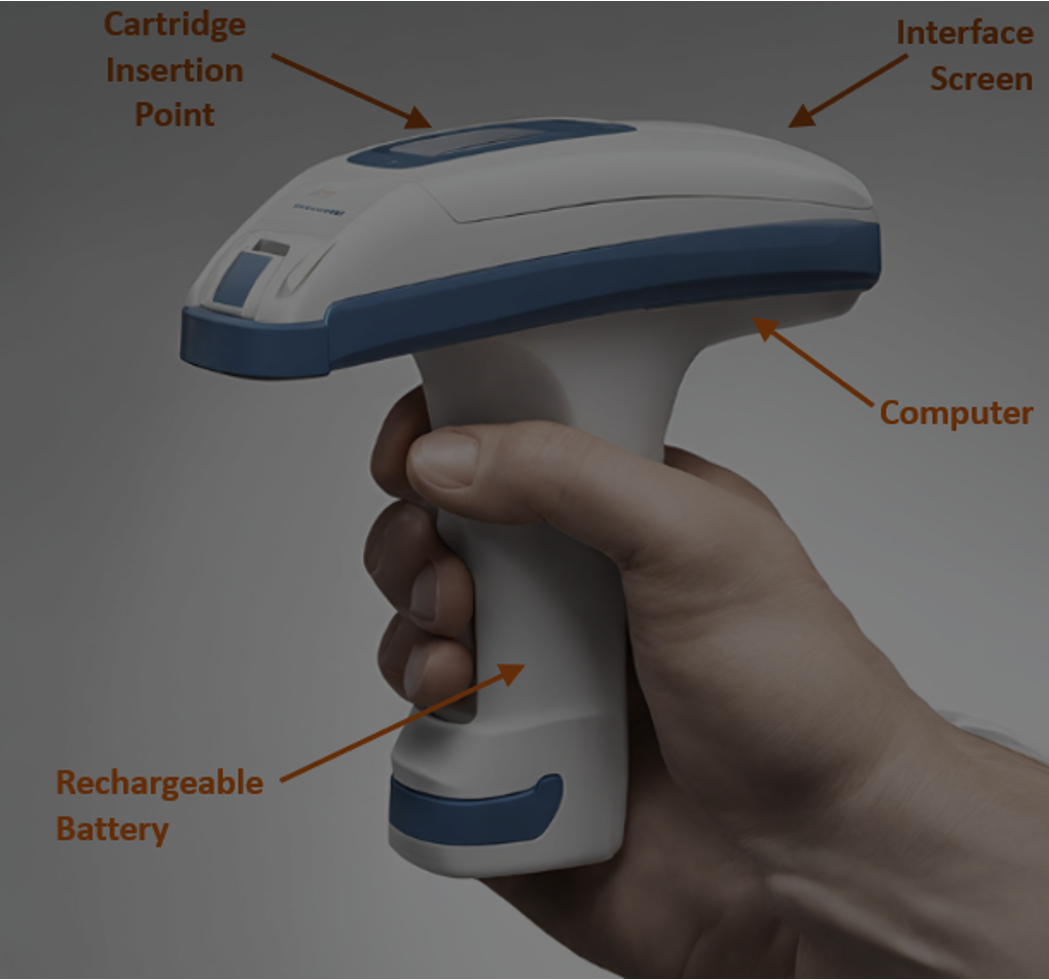 Cartridge
Insertion
Point
Interface
Screen
Computer
Rechargeable
Battery